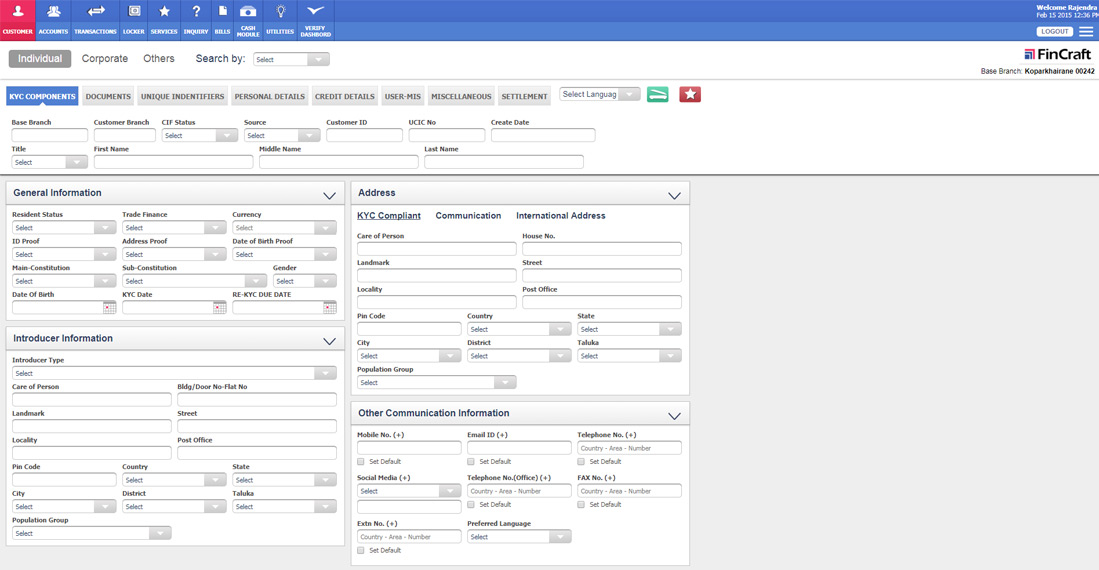 Welcome Rajendra
Feb 15 2015 12:36 PM
CUSTOMER ACCOUNTS TRANSACTIONS LOCKER SERVICES INQUIRY BILLS CASH MODULE UTILITIES VERIFY DASHBORD
LOGOUT
Individual Corporate Others Search by: Select
FinCraft
Base Branch: Koparkhairane 00242
KYC COMPONENTS DOCUMENTS UNIQUE INDENTIFIERS PERSONAL DETAILS CREDIT DETAILS USER-MIS MISCELLANEOUS SETTLEMENT Select Languag
Base Branch Customer Branch CIF Status Source Customer ID UCIC No Create Date
Select Select
Title First Name Middle Name Last Name
Select
General Information
Resident Status Trade Finance Currency
Select Select Select
ID Proof Address Proof Date of Birth Proof
Select Select Select
Main-Constitution Sub-Constitution Gender
Select Select Select
Date Of Birth KYC Date RE-KYC DUE DATE
Introducer Information
Introducer Type
Select
Care of Person Bldg/Door No-Flat No
Landmark Street
Locality Post Office
Pin Code Country State
Select Select
City District Taluka
Select Select Select
Population Group
Select
Address
KYC Compliant Communication International Address
Care of Person House No.
Landmark Street
Locality Post Office
Pin Code Country State
Select Select
City District Taluka
Select Select Select
Population Group
Select
Other Communication Information
Mobile No. (+) Email ID (+) Telephone No. (+)
Country - Area - Number
Set Default Set Default Set Default
Social Media (+) Telephone No.(Office) (+) FAX No. (+)
Select Country - Area - Number Country - Area - Number
Set Default Set Default
Extn No. (+) Preferred Language
Country - Area - Number Select
Set Default